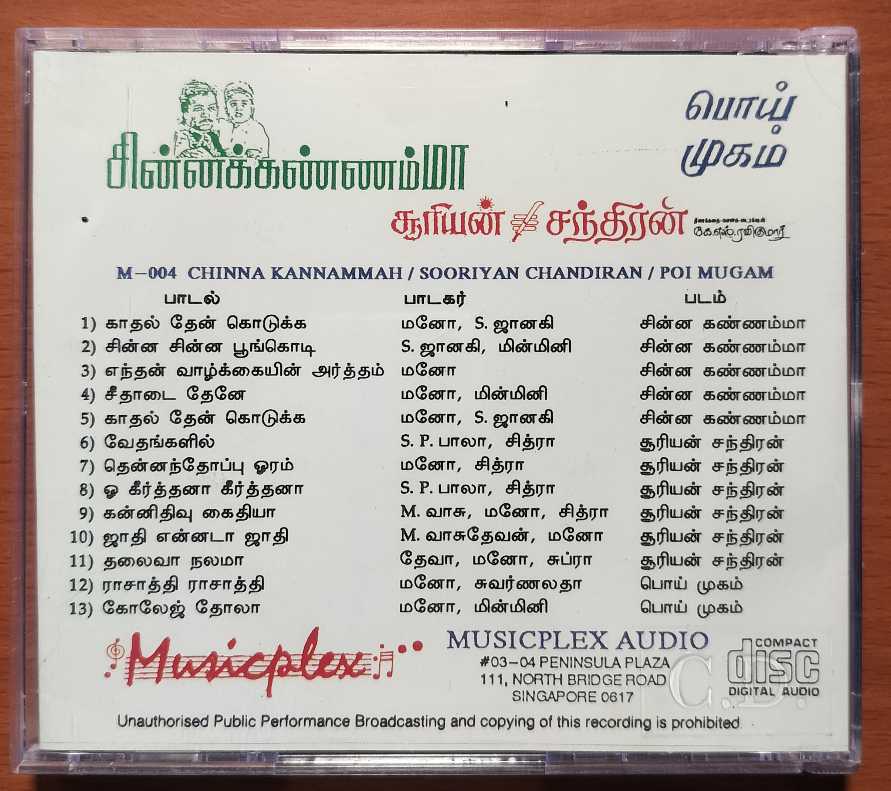 சின்னக்கண்ணம்மா
பொய் முகம்
சூரியன் சந்திரன்
கே.எஸ்.ரவிகுமார்
M-004 CHINNA KANNAMMAH / SOORIYAN CHANDIRAN / POI MUGAM
பாடல் பாடகர் படம்
1) காதல் தேன் கொடுக்க மனோ, S. ஜானகி சின்ன கண்ணம்மா
2) சின்ன சின்ன பூங்கொடி S. ஜானகி, மின்மினி சின்ன கண்ணம்மா
3) எந்தன் வாழ்க்கையின் அர்த்தம் மனோ சின்ன கண்ணம்மா
4) சீதாடை தேனே மனோ, மின்மினி சின்ன கண்ணம்மா
5) காதல் தேன் கொடுக்க மனோ, S. ஜானகி சின்ன கண்ணம்மா
6) வேதங்களில் S. P. பாலா, சித்ரா சூரியன் சந்திரன்
7) தென்னந்தோப்பு ஓரம் மனோ, சித்ரா சூரியன் சந்திரன்
8) ஓ கீர்த்தனா கீர்த்தனா S. P. பாலா, சித்ரா சூரியன் சந்திரன்
9) கன்னிதிவு கைதியா M. வாசு, மனோ, சித்ரா சூரியன் சந்திரன்
10) ஜாதி என்னடா ஜாதி M. வாசுதேவன், மனோ சூரியன் சந்திரன்
11) தலைவா நலமா தேவா, மனோ, சுப்ரா சூரியன் சந்திரன்
12) ராசாத்தி ராசாத்தி மனோ, சுவர்ணலதா பொய் முகம்
13) கோலேஜ் தோலா மனோ, மின்மினி பொய் முகம்
Musicplex
MUSICPLEX AUDIO
#03-04 PENINSULA PLAZA
111, NORTH BRIDGE ROAD
SINGAPORE 0617
COMPACT
disc
DIGITAL AUDIO
C.D.
Unauthorised Public Performance Broadcasting and copying of this recording is prohibited.